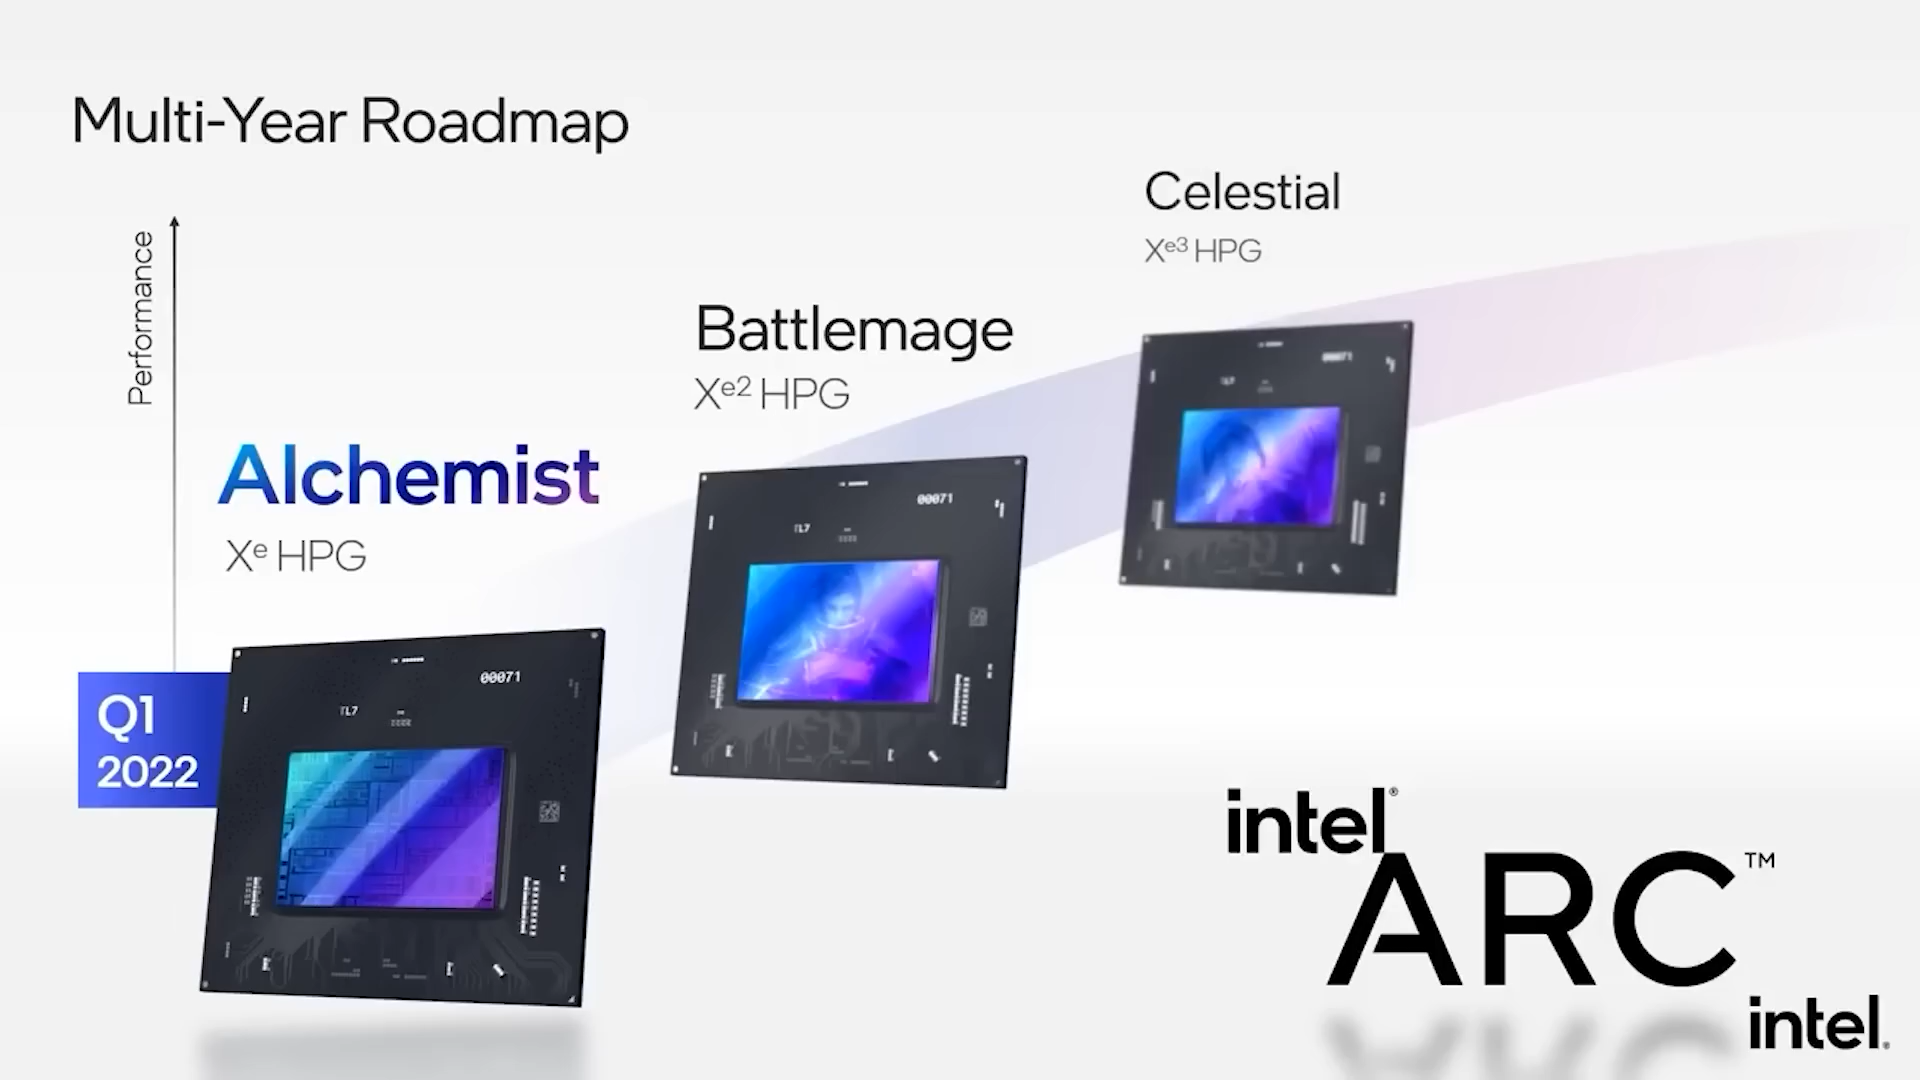 Multi-Year Roadmap
Performance
Celestial
Xe3 HPG
Battlemage
Xe2 HPG
Alchemist
Xe HPG
Q1
2022
00071
TL7
00071
TL7
00071
intel®
ARC™
intel.